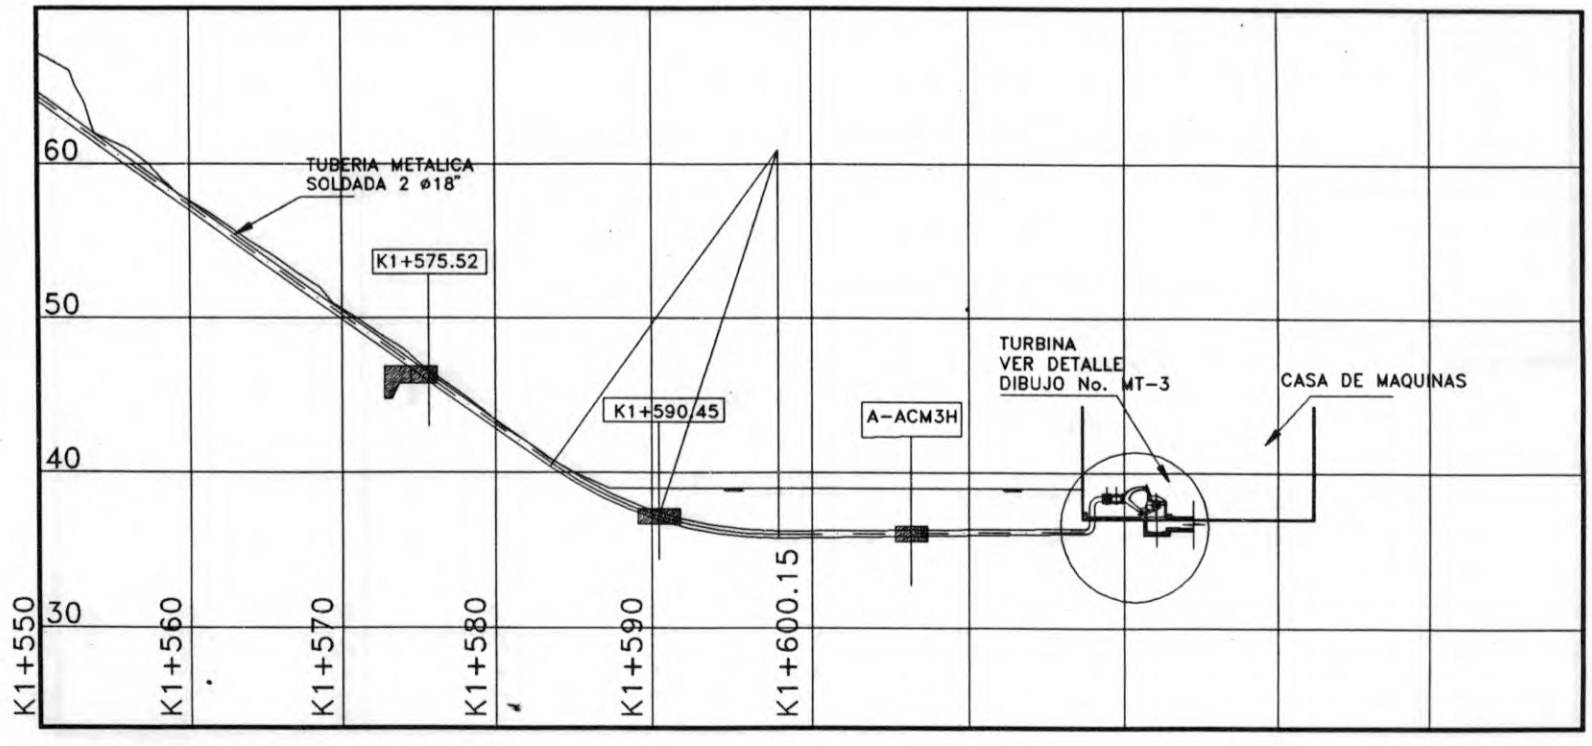 60
TUBERIA METALICA
SOLDADA 2 ø18"
K1+575.52
50
TURBINA
VER DETALLE
DIBUJO No. MT-3
CASA DE MAQUINAS
K1+590.45
A-ACM3H
40
30
K1+550
K1+560
K1+570
K1+580
K1+590
K1+600.15